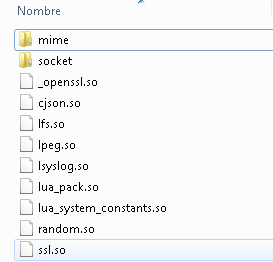 Nombre
mime
socket
_openssl.so
cjson.so
lfs.so
lpeg.so
lsyslog.so
lua_pack.so
lua_system_constants.so
random.so
ssl.so